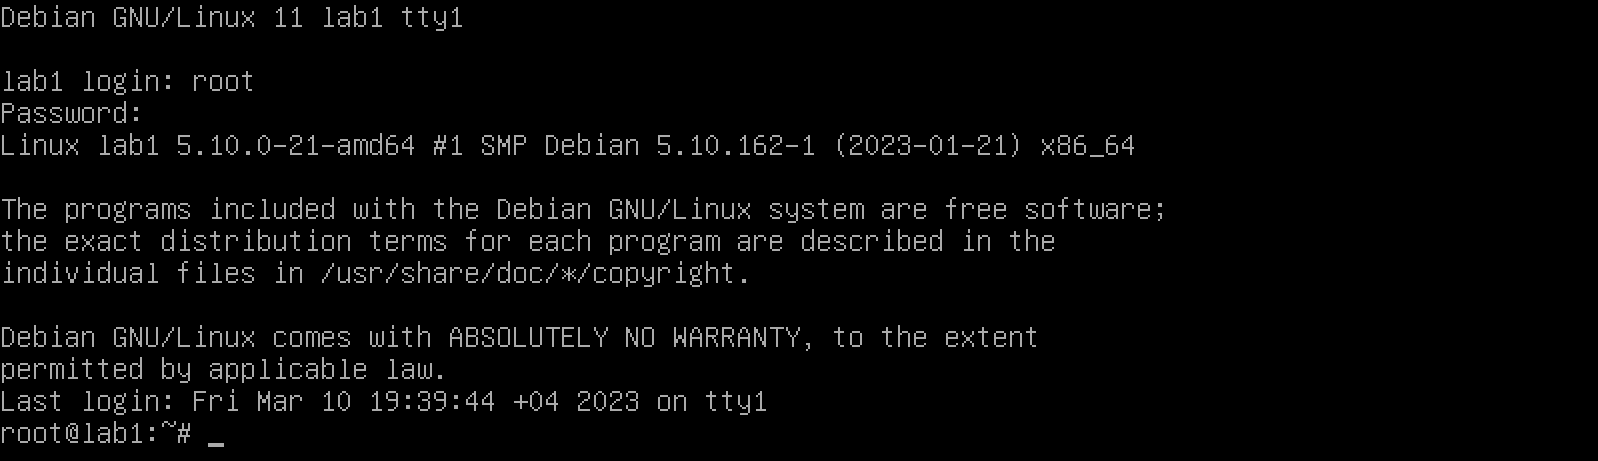 Debian GNU/Linux 11 lab1 tty1
lab1 login: root
Password:
Linux lab1 5.10.0-21-amd64 #1 SMP Debian 5.10.162-1 (2023-01-21) x86_64
The programs included with the Debian GNU/Linux system are free software;
the exact distribution terms for each program are described in the
individual files in /usr/share/doc/*/copyright.
Debian GNU/Linux comes with ABSOLUTELY NO WARRANTY, to the extent
permitted by applicable law.
Last login: Fri Mar 10 19:39:44 +04 2023 on tty1
root@lab1:~# _